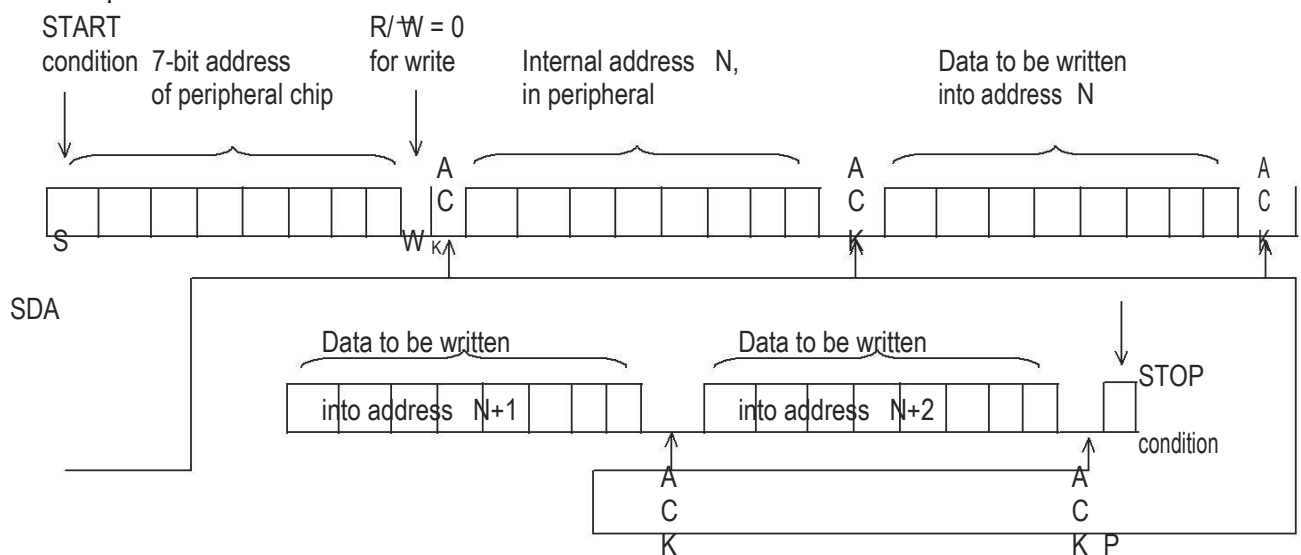 START
condition
7-bit address
of peripheral chip
R/W = 0
for write
Internal address N,
in peripheral
Data to be written
into address N
S
W
A
C
K
A
C
K
A
C
K
SDA
Data to be written
into address N+1
Data to be written
into address N+2
STOP
condition
A
C
K
A
C
K
P